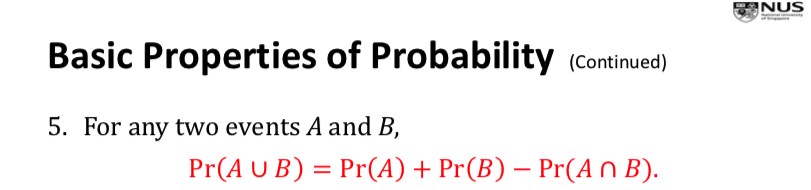 NUS
National University
of Singapore
Basic Properties of Probability (Continued)
5. For any two events A and B,
Pr(A ∪ B) = Pr(A) + Pr(B) − Pr(A ∩ B).